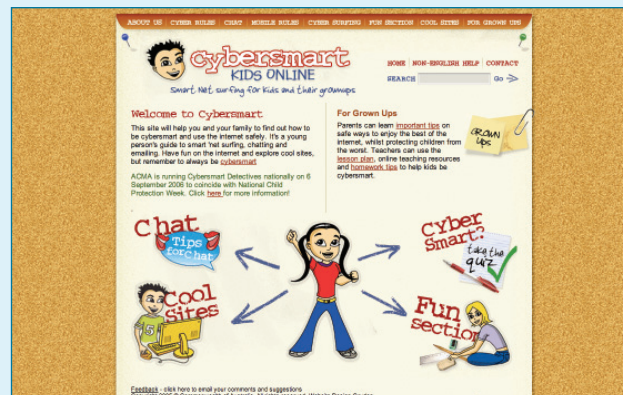 ABOUT US | CYBER RULES | CHAT | MOBILE RULES | CYBER SURFING | FUN SECTION | COOL SITES | FOR GROWN UPS
cybersmart
KIDS ONLINE
Smart Net surfing for kids and their grownups
HOME | NON-ENGLISH HELP | CONTACT
SEARCH GO
Welcome to Cybersmart
This site will help you and your family to find out how to
be cybersmart and use the internet safely. It's a young
person's guide to smart 'net surfing, chatting and
emailing. Have fun on the internet and explore cool sites,
but remember to always be cybersmart
ACMA is running Cybersmart Detectives nationally on 6
September 2006 to coincide with National Child
Protection Week. Click here for more information!
For Grown Ups
Parents can learn important tips on
safe ways to enjoy the best of the
internet, whilst protecting children from
the worst. Teachers can use the
lesson plan, online teaching resources
and homework tips to help kids be
cybersmart.
GROWN
UPS
Chat
Tips
for Chat
Cyber
Smart?
take the
quiz
Cool
Sites
5
Fun
section
Feedback - click here to email your comments and suggestions